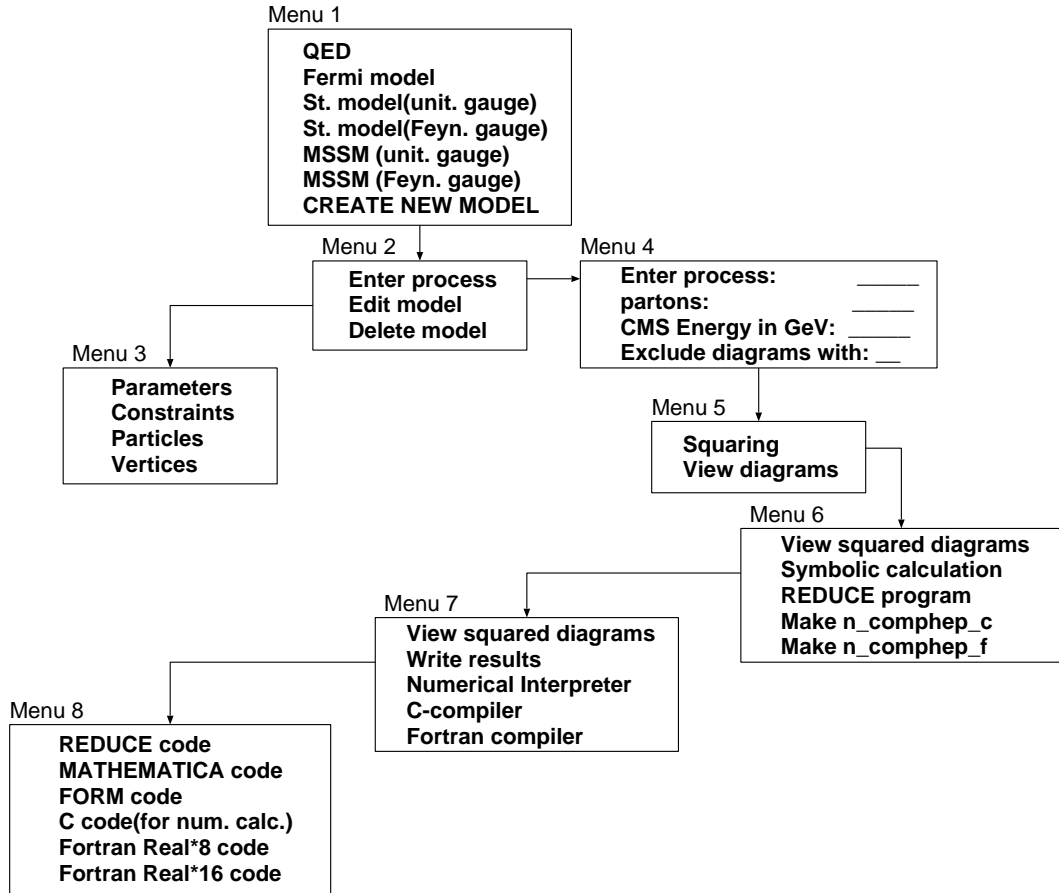 Menu 1
QED
Fermi model
St. model(unit. gauge)
St. model(Feyn. gauge)
MSSM (unit. gauge)
MSSM (Feyn. gauge)
CREATE NEW MODEL
Menu 2
Enter process
Edit model
Delete model
Menu 4
Enter process: _____
partons: _____
CMS Energy in GeV: _____
Exclude diagrams with: __
Menu 3
Parameters
Constraints
Particles
Vertices
Menu 5
Squaring
View diagrams
Menu 6
View squared diagrams
Symbolic calculation
REDUCE program
Make n_comphep_c
Make n_comphep_f
Menu 7
View squared diagrams
Write results
Numerical Interpreter
C-compiler
Fortran compiler
Menu 8
REDUCE code
MATHEMATICA code
FORM code
C code(for num. calc.)
Fortran Real*8 code
Fortran Real*16 code